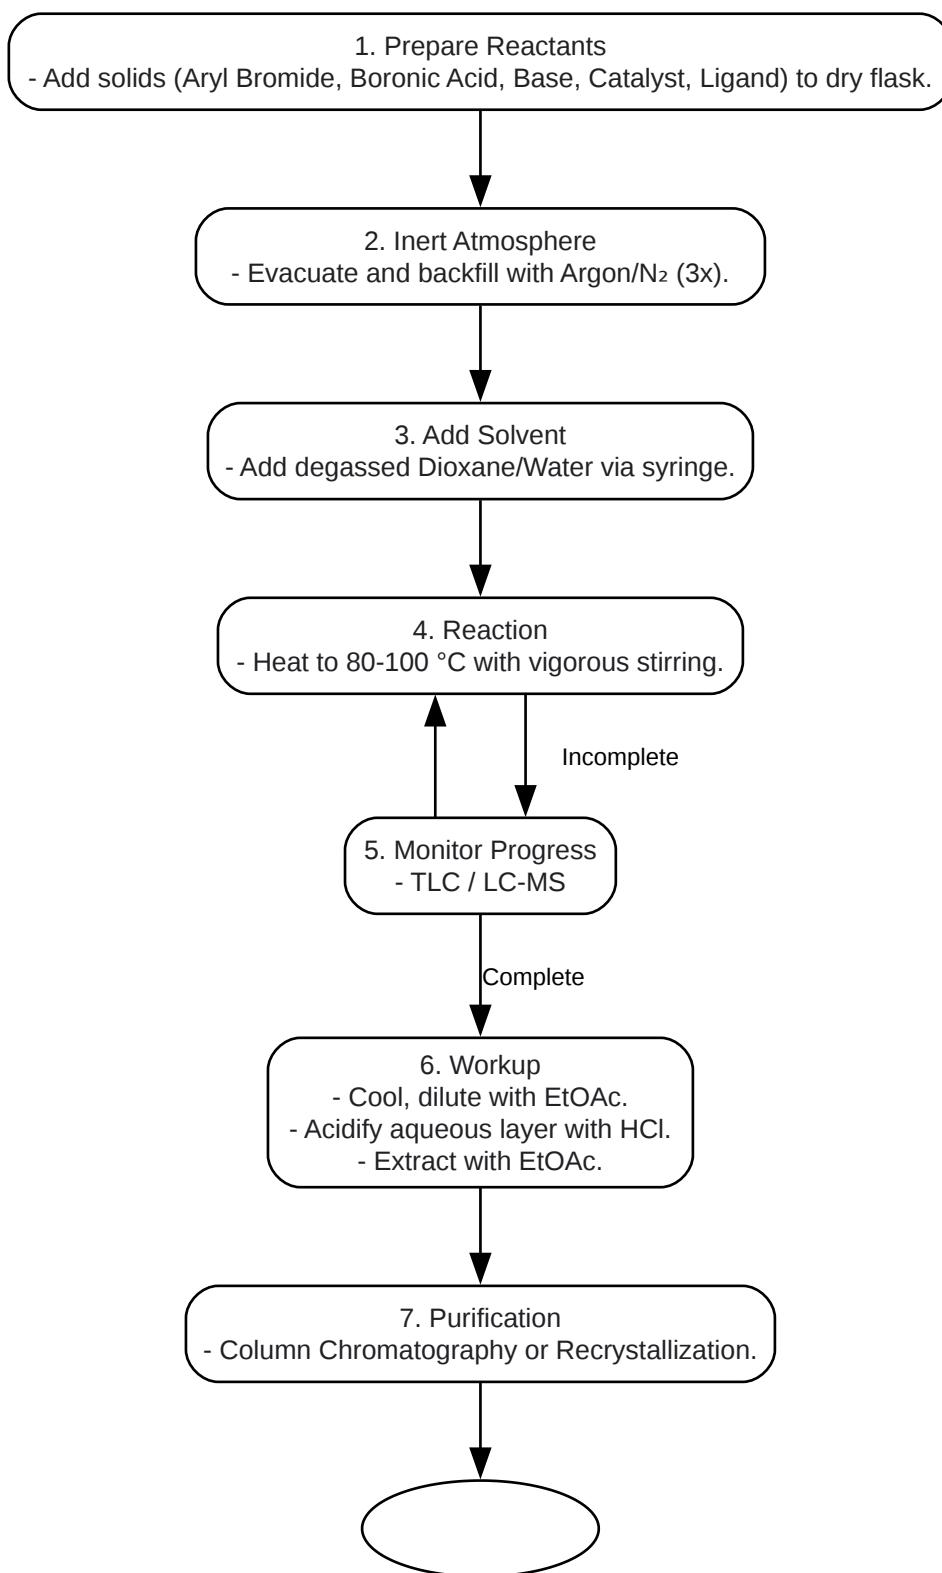 1. Prepare Reactants
- Add solids (Aryl Bromide, Boronic Acid, Base, Catalyst, Ligand) to dry flask.
2. Inert Atmosphere
- Evacuate and backfill with Argon/N₂ (3x).
3. Add Solvent
- Add degassed Dioxane/Water via syringe.
4. Reaction
- Heat to 80-100 °C with vigorous stirring.
Incomplete
5. Monitor Progress
- TLC / LC-MS
Complete
6. Workup
- Cool, dilute with EtOAc.
- Acidify aqueous layer with HCl.
- Extract with EtOAc.
7. Purification
- Column Chromatography or Recrystallization.